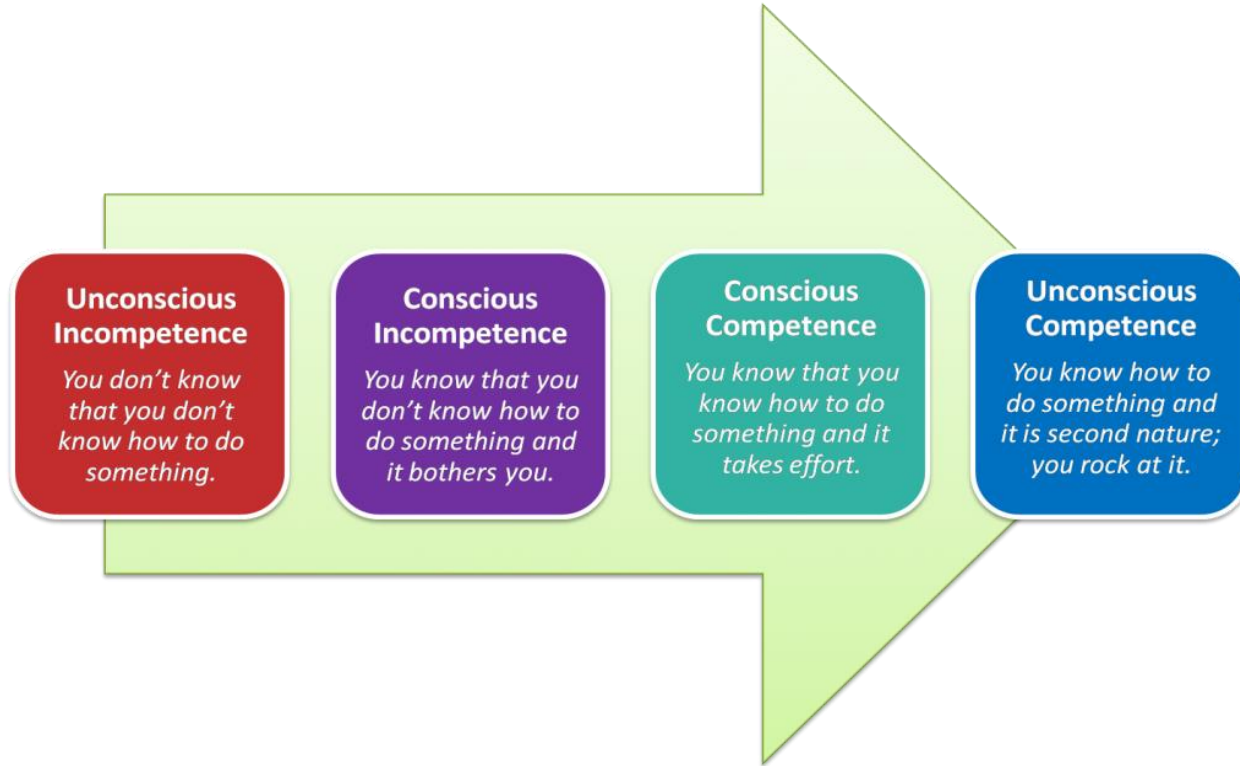 Unconscious
Incompetence
You don’t know
that you don’t
know how to do
something.
Conscious
Incompetence
You know that you
don’t know how to
do something and
it bothers you.
Conscious
Competence
You know that you
know how to do
something and it
takes effort.
Unconscious
Competence
You know how to
do something and
it is second nature;
you rock at it.